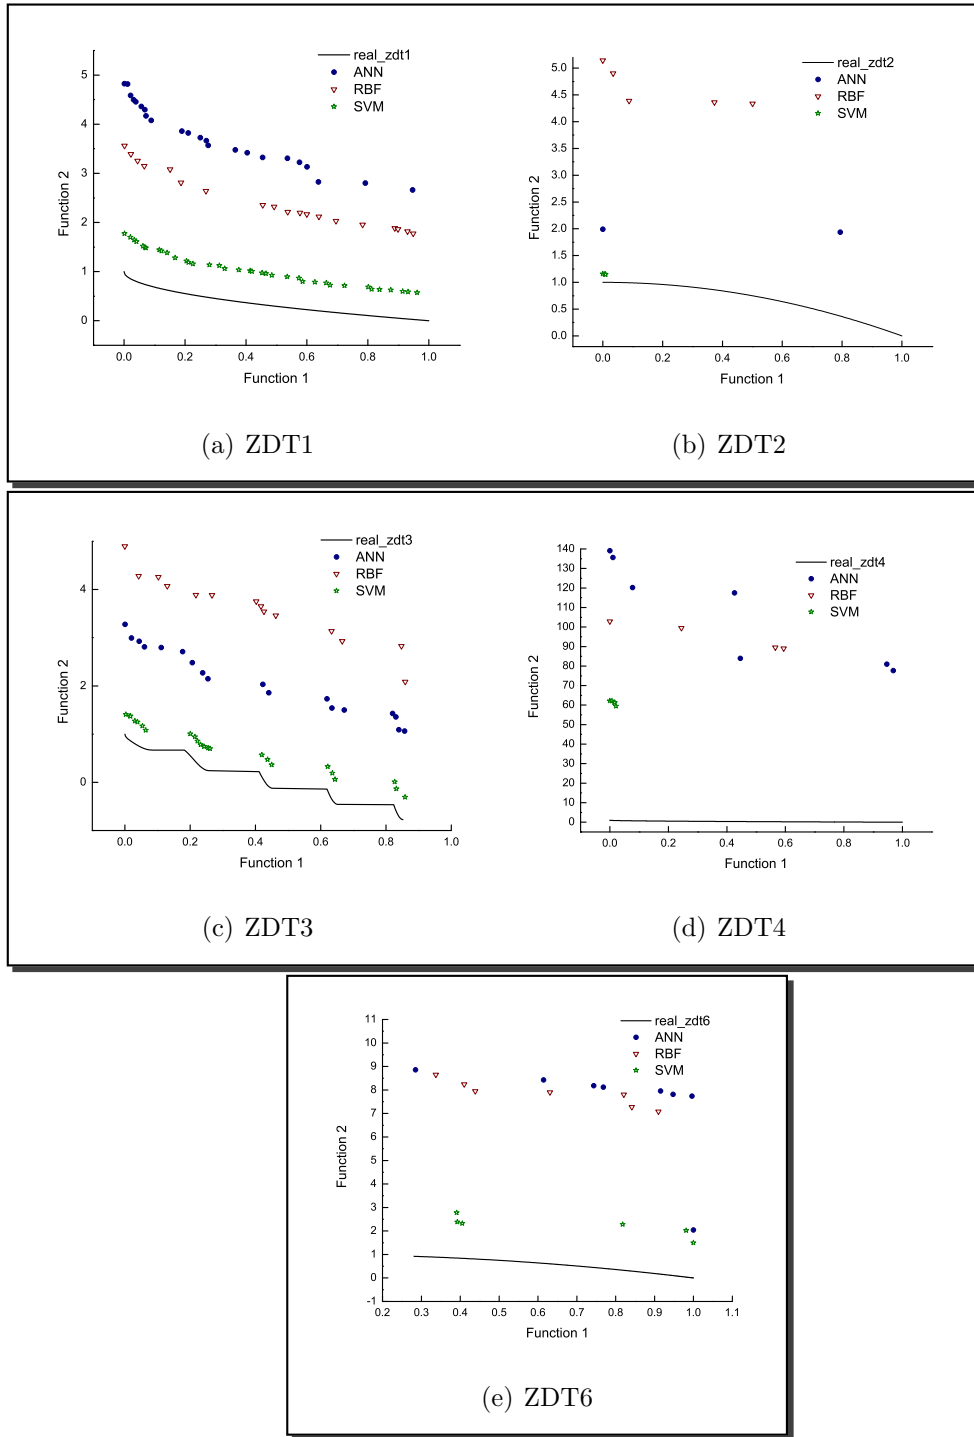 real_zdt1
ANN
RBF
SVM
5
4
3
2
1
0
Function 2
0.0 0.2 0.4 0.6 0.8 1.0
Function 1
(a) ZDT1
real_zdt2
ANN
RBF
SVM
5.0
4.5
4.0
3.5
3.0
2.5
2.0
1.5
1.0
0.5
0.0
Function 2
0.0 0.2 0.4 0.6 0.8 1.0
Function 1
(b) ZDT2
real_zdt3
ANN
RBF
SVM
4
2
0
Function 2
0.0 0.2 0.4 0.6 0.8 1.0
Function 1
(c) ZDT3
real_zdt4
ANN
RBF
SVM
140
130
120
110
100
90
80
70
60
50
40
30
20
10
0
Function 2
0.0 0.2 0.4 0.6 0.8 1.0
Function 1
(d) ZDT4
real_zdt6
ANN
RBF
SVM
11
10
9
8
7
6
5
4
3
2
1
0
-1
Function 2
0.2 0.3 0.4 0.5 0.6 0.7 0.8 0.9 1.0 1.1
Function 1
(e) ZDT6